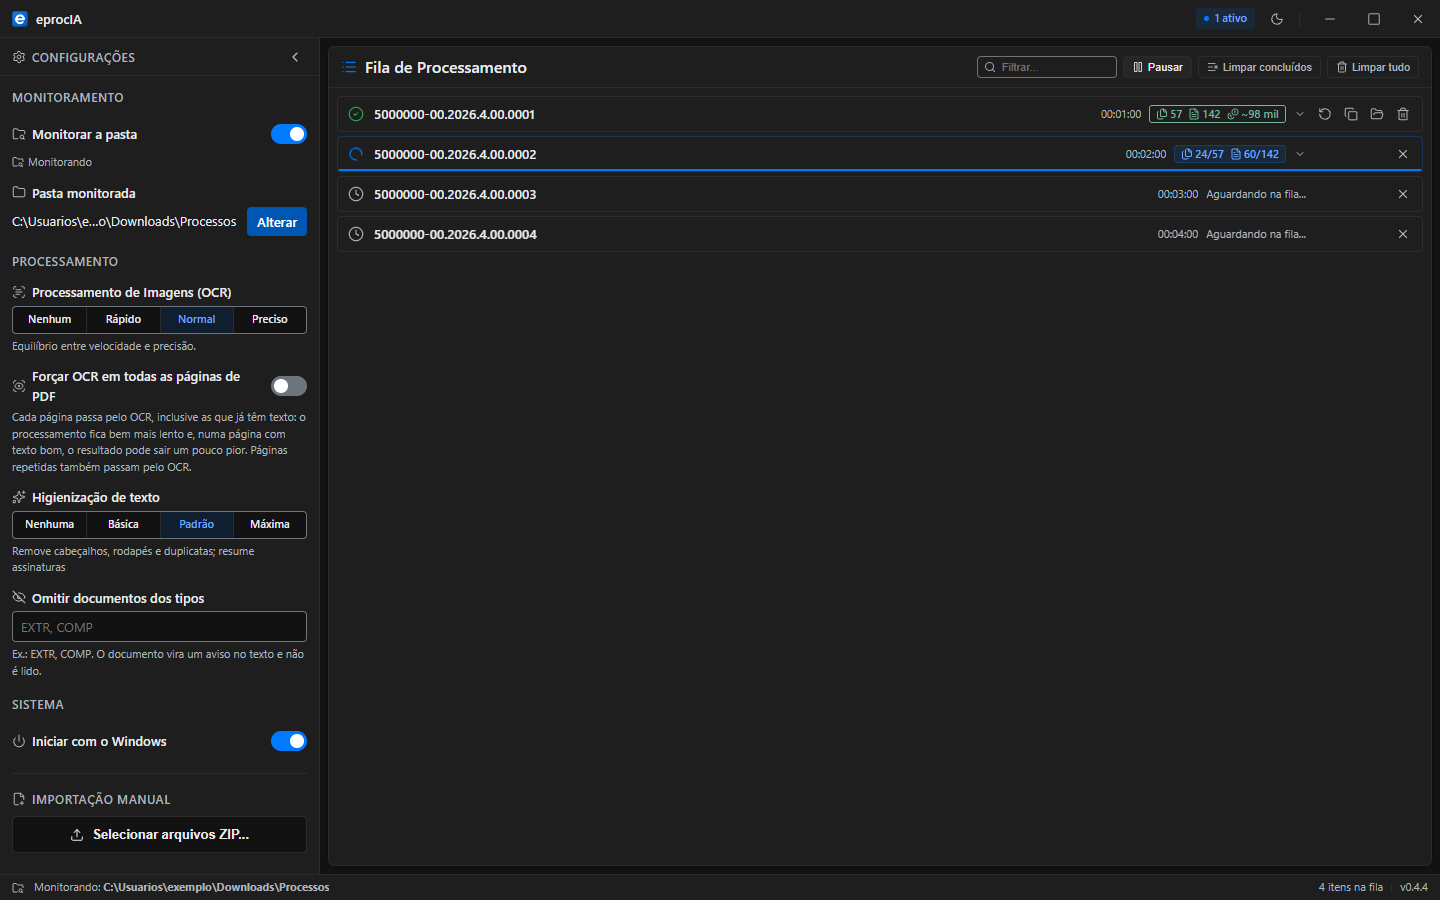 eprocIA
1 ativo
CONFIGURAÇÕES
MONITORAMENTO
Monitorar a pasta
Monitorando
Pasta monitorada
C:\Usuarios\e...o\Downloads\Processos
Alterar
PROCESSAMENTO
Processamento de Imagens (OCR)
Nenhum Rápido Normal Preciso
Equilíbrio entre velocidade e precisão.
Forçar OCR em todas as páginas de
PDF
Cada página passa pelo OCR, inclusive as que já têm texto: o
processamento fica bem mais lento e, numa página com
texto bom, o resultado pode sair um pouco pior. Páginas
repetidas também passam pelo OCR.
Higienização de texto
Nenhuma Básica Padrão Máxima
Remove cabeçalhos, rodapés e duplicatas; resume
assinaturas
Omitir documentos dos tipos
EXTR, COMP
Ex.: EXTR, COMP. O documento vira um aviso no texto e não
é lido.
SISTEMA
Iniciar com o Windows
IMPORTAÇÃO MANUAL
Selecionar arquivos ZIP...
Fila de Processamento
Filtrar...
Pausar
Limpar concluídos
Limpar tudo
5000000-00.2026.4.00.0001 00:01:00 57 142 ~98 mil
5000000-00.2026.4.00.0002 00:02:00 24/57 60/142
5000000-00.2026.4.00.0003 00:03:00 Aguardando na fila...
5000000-00.2026.4.00.0004 00:04:00 Aguardando na fila...
Monitorando: C:\Usuarios\exemplo\Downloads\Processos
4 itens na fila
v0.4.4